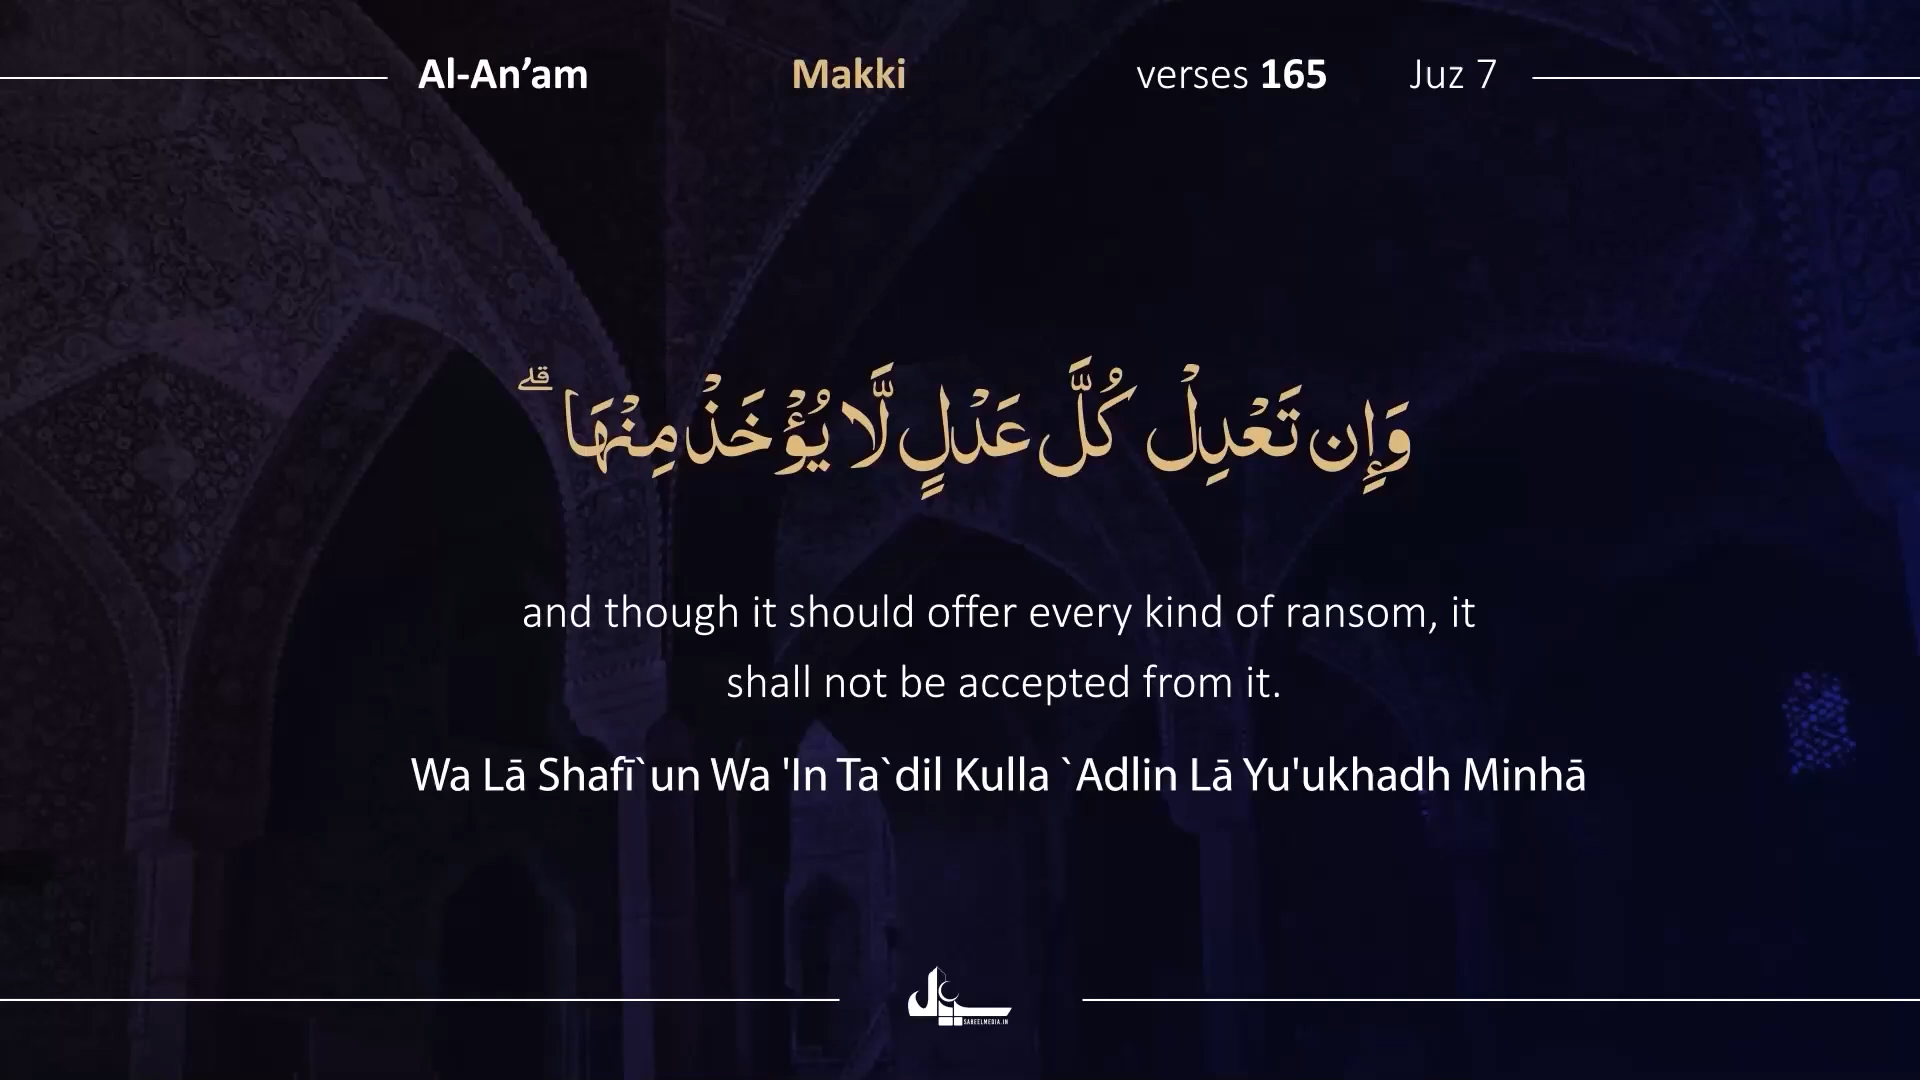 Al-An’am Makki verses 165 Juz 7
وَإِن تَعْدِلْ كُلَّ عَدْلٍ لَّا يُؤْخَذْ مِنْهَا ۗ
and though it should offer every kind of ransom, it
shall not be accepted from it.
Wa Lā Shafī`un Wa 'In Ta`dil Kulla `Adlin Lā Yu'ukhadh Minhā
SABEELMEDIA.IN